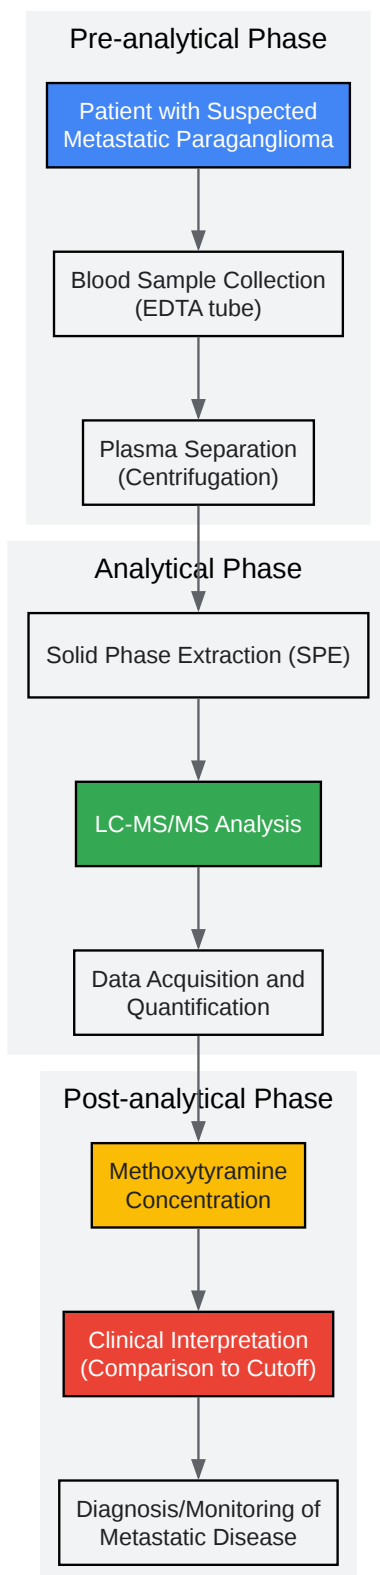 Pre-analytical Phase
Patient with Suspected
Metastatic Paraganglioma
Blood Sample Collection
(EDTA tube)
Plasma Separation
(Centrifugation)
Analytical Phase
Solid Phase Extraction (SPE)
LC-MS/MS Analysis
Data Acquisition and
Quantification
Post-analytical Phase
Methoxytyramine
Concentration
Clinical Interpretation
(Comparison to Cutoff)
Diagnosis/Monitoring of
Metastatic Disease